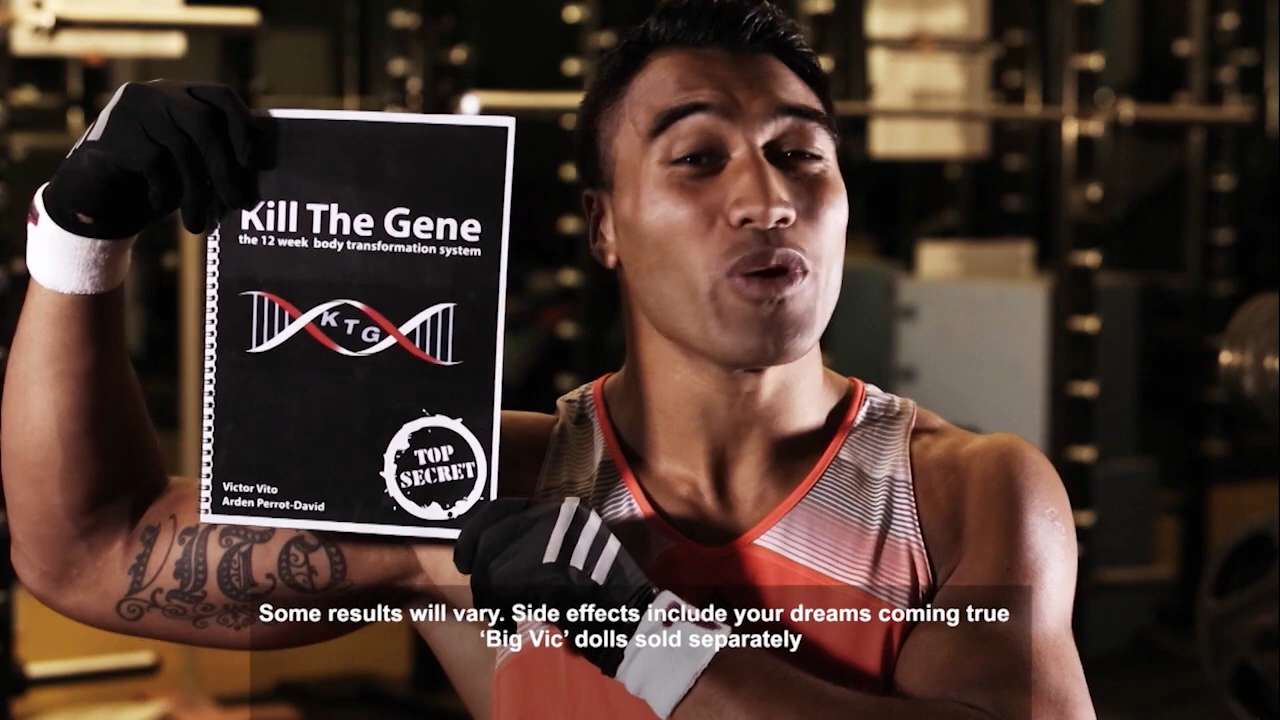 Kill The Gene
the 12 week body transformation system
KTG
TOP
SECRET
Victor Vito
Arden Perrot-David
VITO
Some results will vary. Side effects include your dreams coming true
‘Big Vic’ dolls sold separately